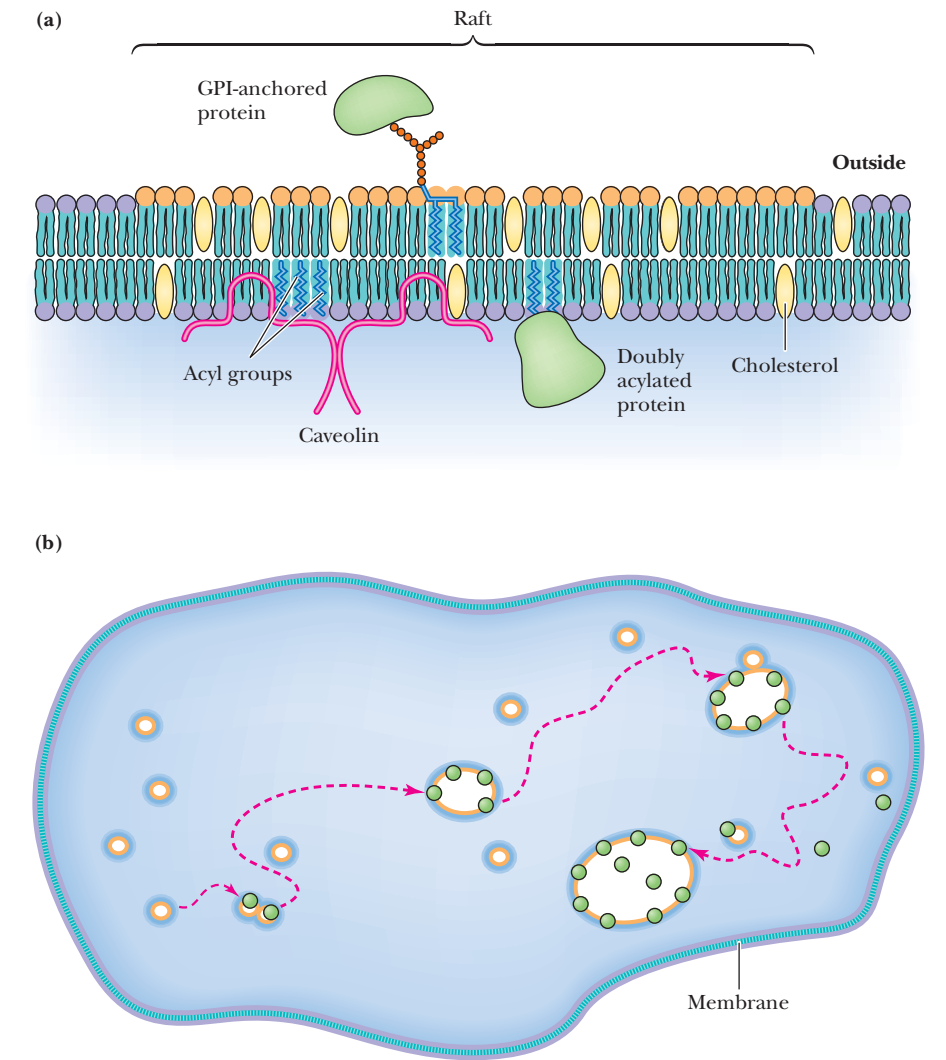 (a)
Raft
GPI-anchored
protein
Outside
Acyl groups
Caveolin
Doubly
acylated
protein
Cholesterol
(b)
Membrane